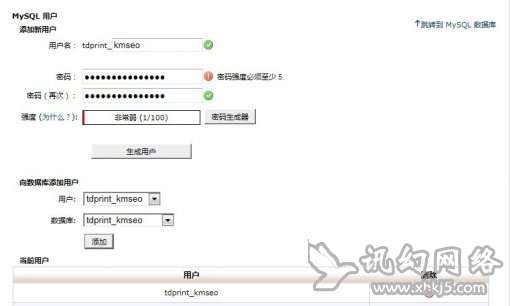 MySQL 用户
添加新用户
↑跳转到 MySQL 数据库
用户名: tdprint_ kmseo
密码: ●●●●●●●●●●●●●●● 密码强度必须至少 5.
密码（再次）: ●●●●●●●●●●●●●●●
强度 (为什么?): 非常弱 (1/100) 密码生成器
生成用户
向数据库添加用户
用户: tdprint_kmseo
数据库: tdprint_kmseo
添加
当前用户
用户 删除
tdprint_kmseo
讯幻网络
www.xhkj5.com